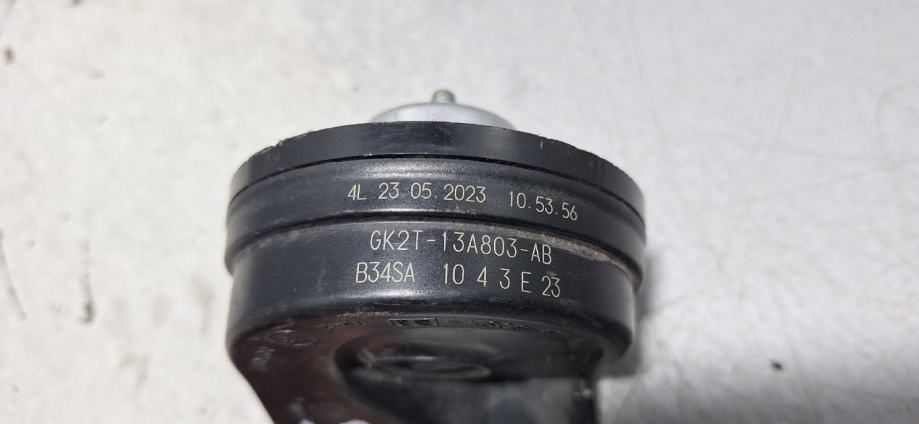 4L 23.05.2023 10.53.56
GK2T-13A803-AB
B34SA 10 4 3 E 23